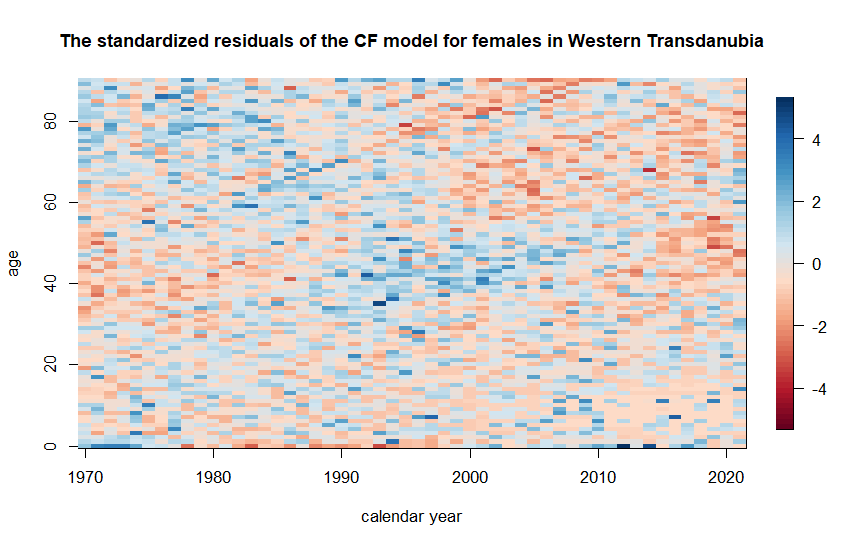 The standardized residuals of the CF model for females in Western Transdanubia
age
80
60
40
20
0
4
2
0
-2
-4
1970 1980 1990 2000 2010 2020
calendar year